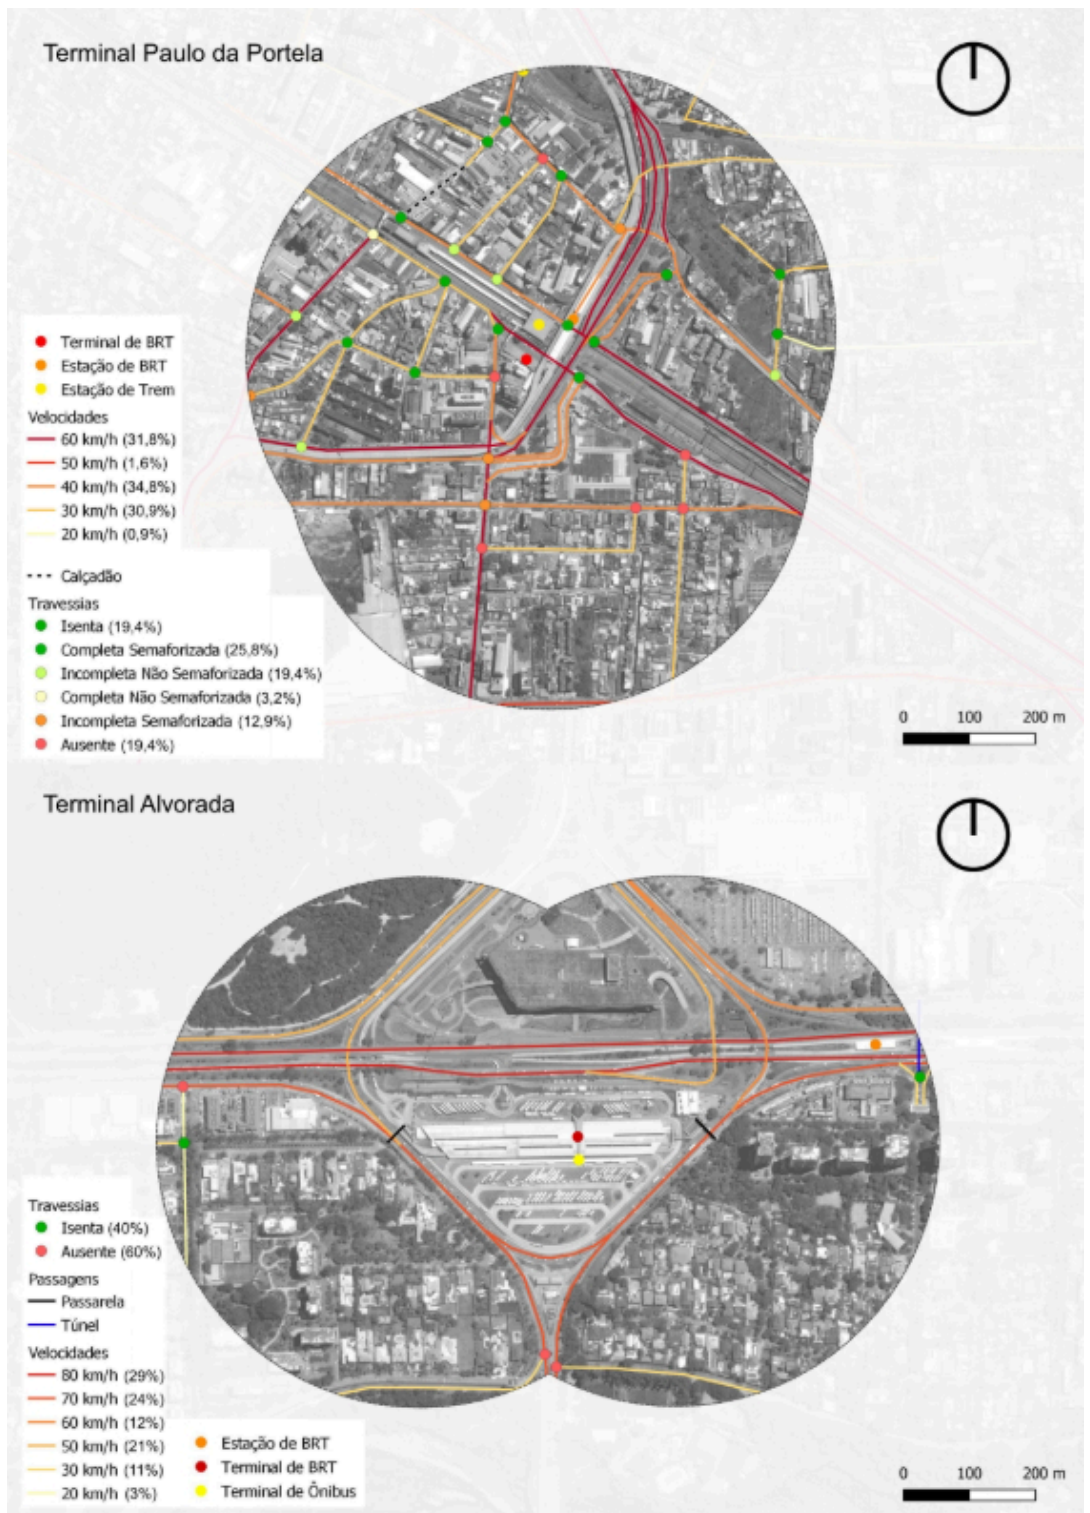 Terminal Paulo da Portela
Terminal de BRT
Estação de BRT
Estação de Trem
Velocidades
60 km/h (31,8%)
50 km/h (1,6%)
40 km/h (34,8%)
30 km/h (30,9%)
20 km/h (0,9%)
Calçadão
Travessias
Isenta (19,4%)
Completa Semaforizada (25,8%)
Incompleta Não Semaforizada (19,4%)
Completa Não Semaforizada (3,2%)
Incompleta Semaforizada (12,9%)
Ausente (19,4%)
0 100 200 m
Terminal Alvorada
Travessias
Isenta (40%)
Ausente (60%)
Passagens
Passarela
Túnel
Velocidades
80 km/h (29%)
70 km/h (24%)
60 km/h (12%)
50 km/h (21%)
30 km/h (11%)
20 km/h (3%)
Estação de BRT
Terminal de BRT
Terminal de Ônibus
0 100 200 m